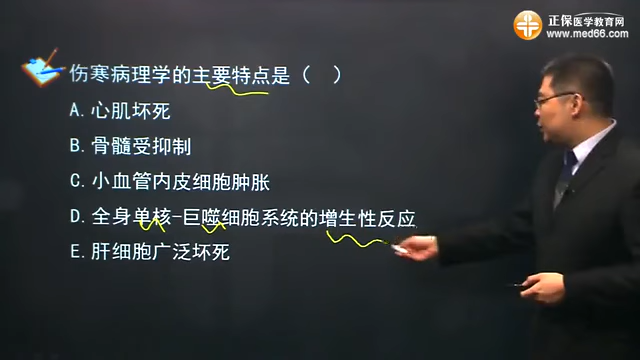 正保医学教育网
www.med66.com
伤寒病理学的主要特点是（ ）
A.心肌坏死
B.骨髓受抑制
C.小血管内皮细胞肿胀
D.全身单核-巨噬细胞系统的增生性反应
E.肝细胞广泛坏死